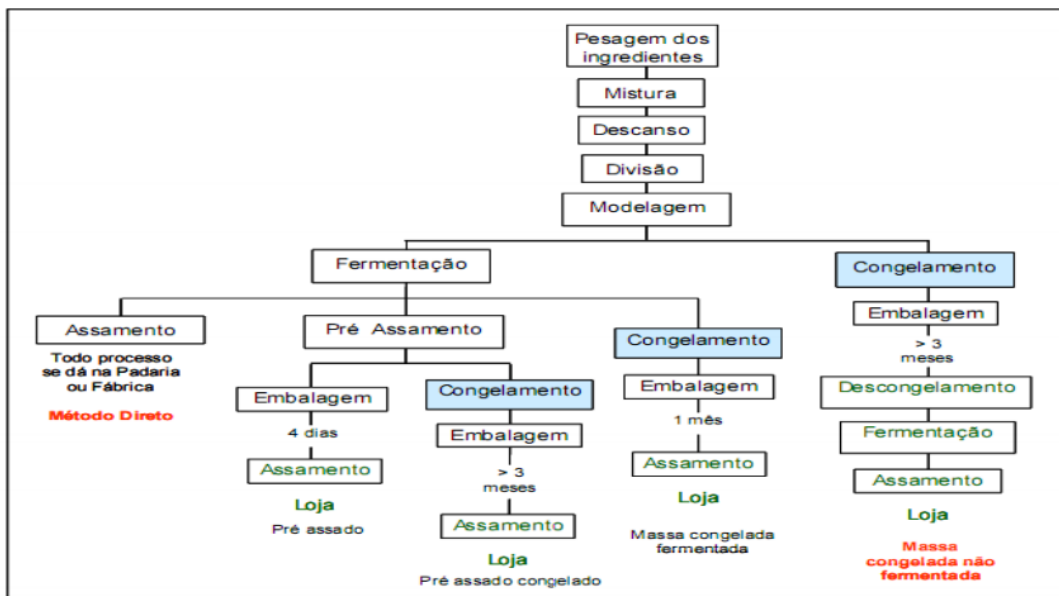 Pesagem dos
ingredientes
Mistura
Descanso
Divisão
Modelagem
Fermentação
Congelamento
Assamento
Todo processo
se dá na Padaria
ou Fábrica
Método Direto
Pré Assamento
Embalagem
4 dias
Assamento
Loja
Pré assado
Congelamento
Embalagem
> 3
meses
Assamento
Loja
Pré assado congelado
Congelamento
Embalagem
1 mês
Assamento
Loja
Massa congelada
fermentada
Embalagem
> 3
meses
Descongelamento
Fermentação
Assamento
Loja
Massa
congelada não
fermentada